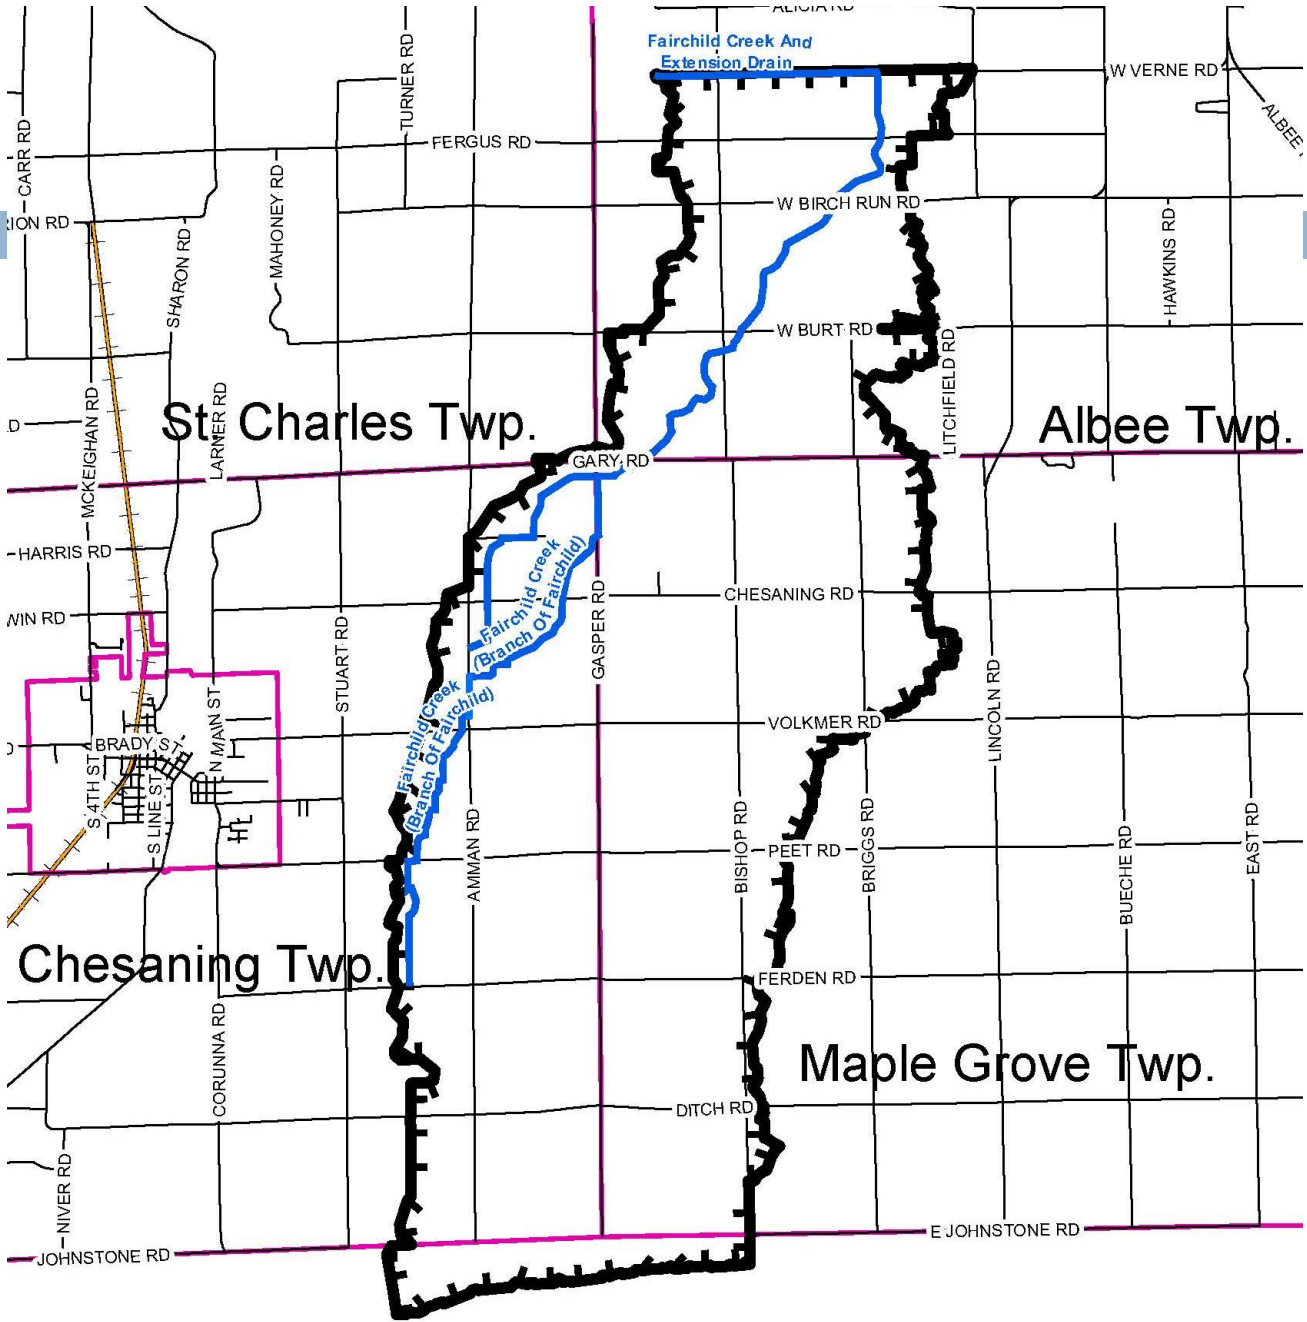 ALICIA RD
Fairchild Creek And
Extension Drain
W VERNE RD
TURNER RD
ALBEE
CARR RD
FERGUS RD
MAHONEY RD
W BIRCH RUN RD
RION RD
SHARON RD
HAWKINS RD
W BURT RD
LITCHFIELD RD
MCKEIGHAN RD
LARNER RD
St. Charles Twp.
Albee Twp.
D
GARY RD
HARRIS RD
Fairchild Creek
(Branch Of Fairchild)
CHESANING RD
WIN RD
GASPER RD
STUART RD
LINCOLN RD
N MAIN ST
Fairchild Creek
(Branch Of Fairchild)
VOLKMER RD
D
BRADY ST
S 4TH ST
S LINE ST
AMMAN RD
BISHOP RD
PEET RD
BRIGGS RD
BUECHE RD
EAST RD
Chesaning Twp.
FERDEN RD
CORUNNA RD
Maple Grove Twp.
DITCH RD
NIVER RD
JOHNSTONE RD
E JOHNSTONE RD